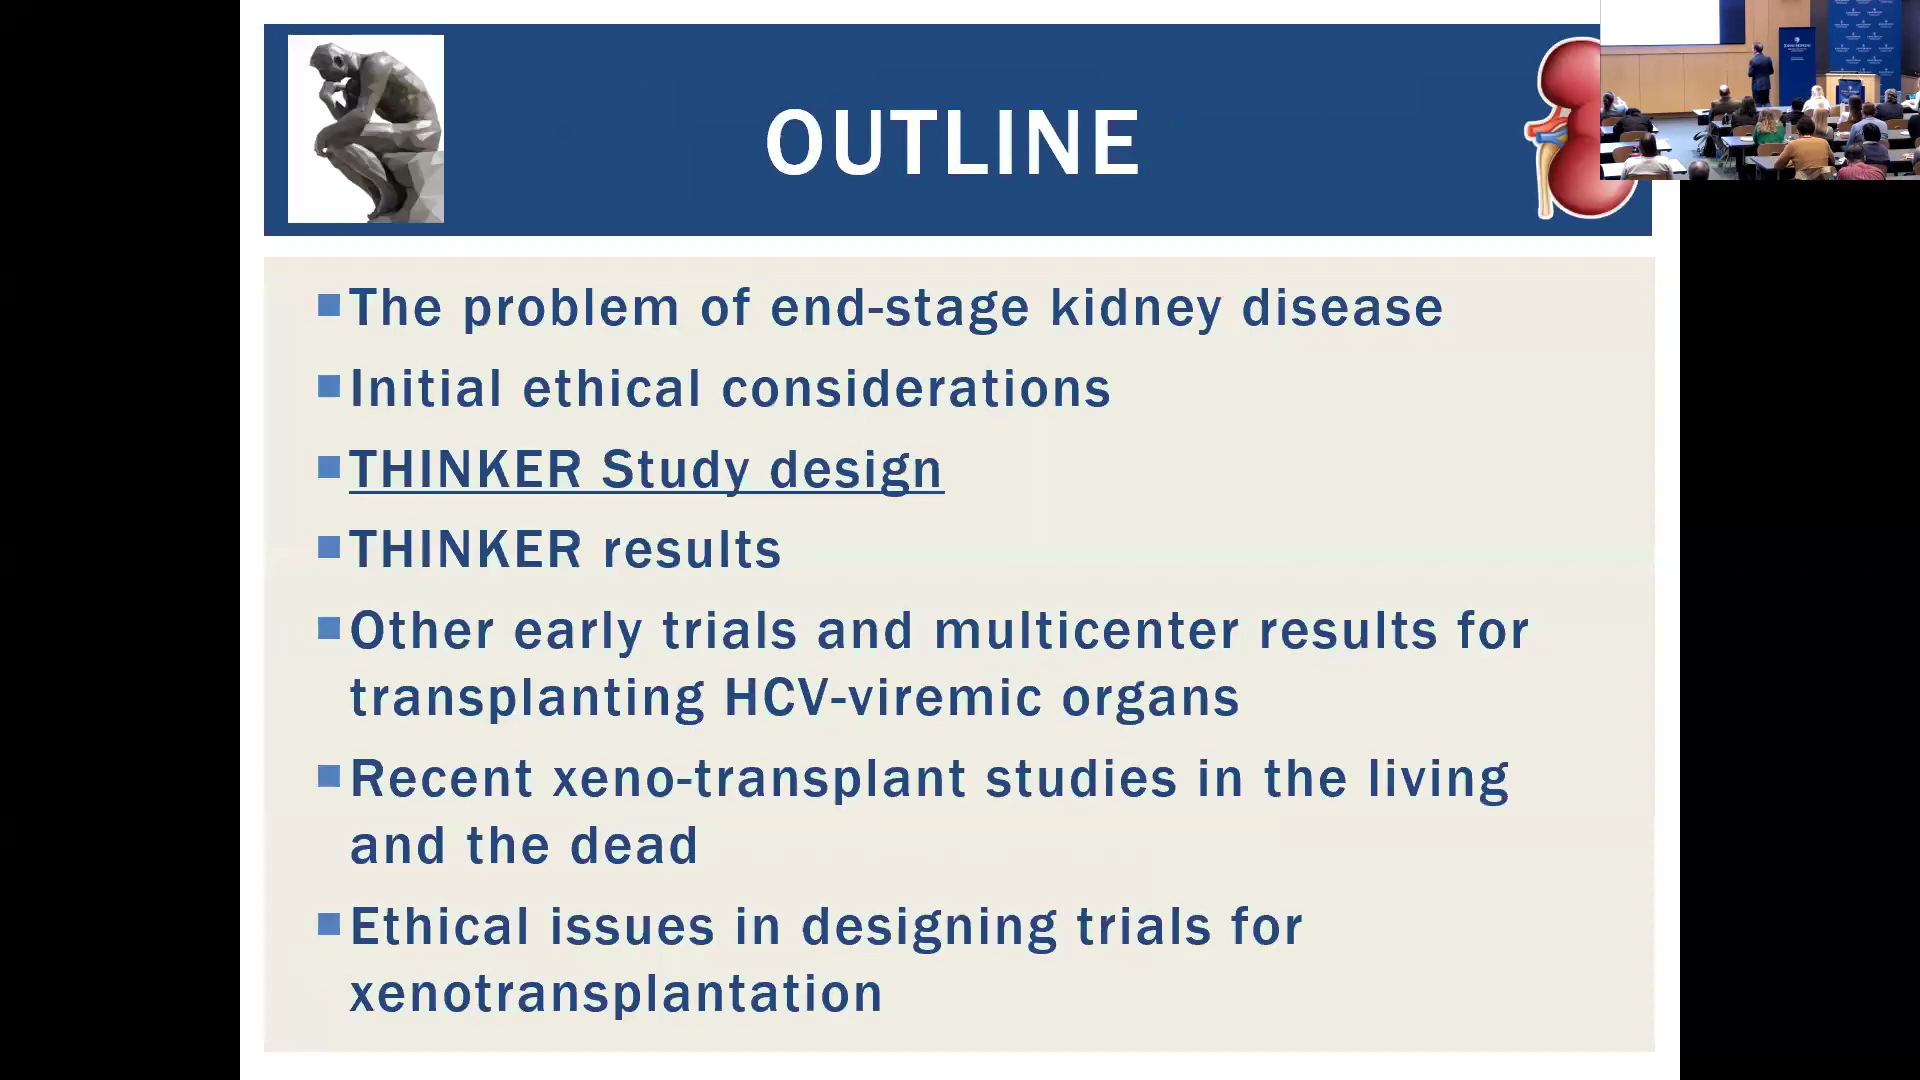 OUTLINE
The problem of end-stage kidney disease
Initial ethical considerations
THINKER Study design
THINKER results
Other early trials and multicenter results for
transplanting HCV-viremic organs
Recent xeno-transplant studies in the living
and the dead
Ethical issues in designing trials for
xenotransplantation